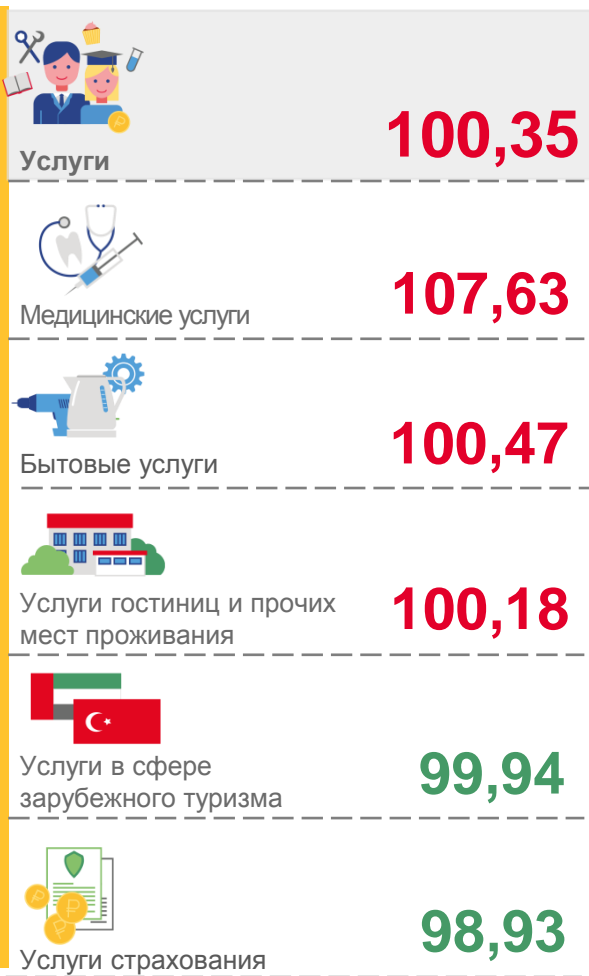 Услуги
100,35
Медицинские услуги
107,63
Бытовые услуги
100,47
Услуги гостиниц и прочих
мест проживания
100,18
Услуги в сфере
зарубежного туризма
99,94
Услуги страхования
98,93